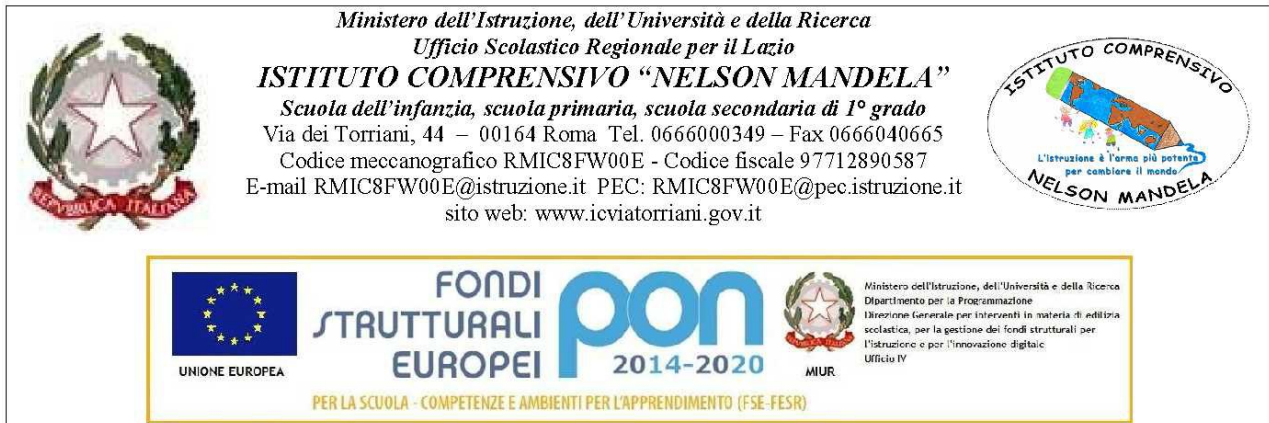 Ministero dell'Istruzione, dell'Università e della Ricerca
Ufficio Scolastico Regionale per il Lazio
ISTITUTO COMPRENSIVO “NELSON MANDELA”
Scuola dell'infanzia, scuola primaria, scuola secondaria di 1° grado
Via dei Torriani, 44 – 00164 Roma Tel. 0666000349 – Fax 0666040665
Codice meccanografico RMIC8FW00E - Codice fiscale 97712890587
E-mail RMIC8FW00E@istruzione.it PEC: RMIC8FW00E@pec.istruzione.it
sito web: www.icviatorriani.gov.it
REPVBBLICA ITALIANA
ISTITUTO COMPRENSIVO
L'istruzione è l'arma più potente
per cambiare il mondo
NELSON MANDELA
UNIONE EUROPEA
FONDI
STRUTTURALI
EUROPEI
pon
2014-2020
MIUR
Ministero dell'Istruzione, dell'Università e della Ricerca
Dipartimento per la Programmazione
Direzione Generale per interventi in materia di edilizia
scolastica, per la gestione dei fondi strutturali per
l'istruzione e per l'innovazione digitale
Ufficio IV
PER LA SCUOLA - COMPETENZE E AMBIENTI PER L'APPRENDIMENTO (FSE-FESR)